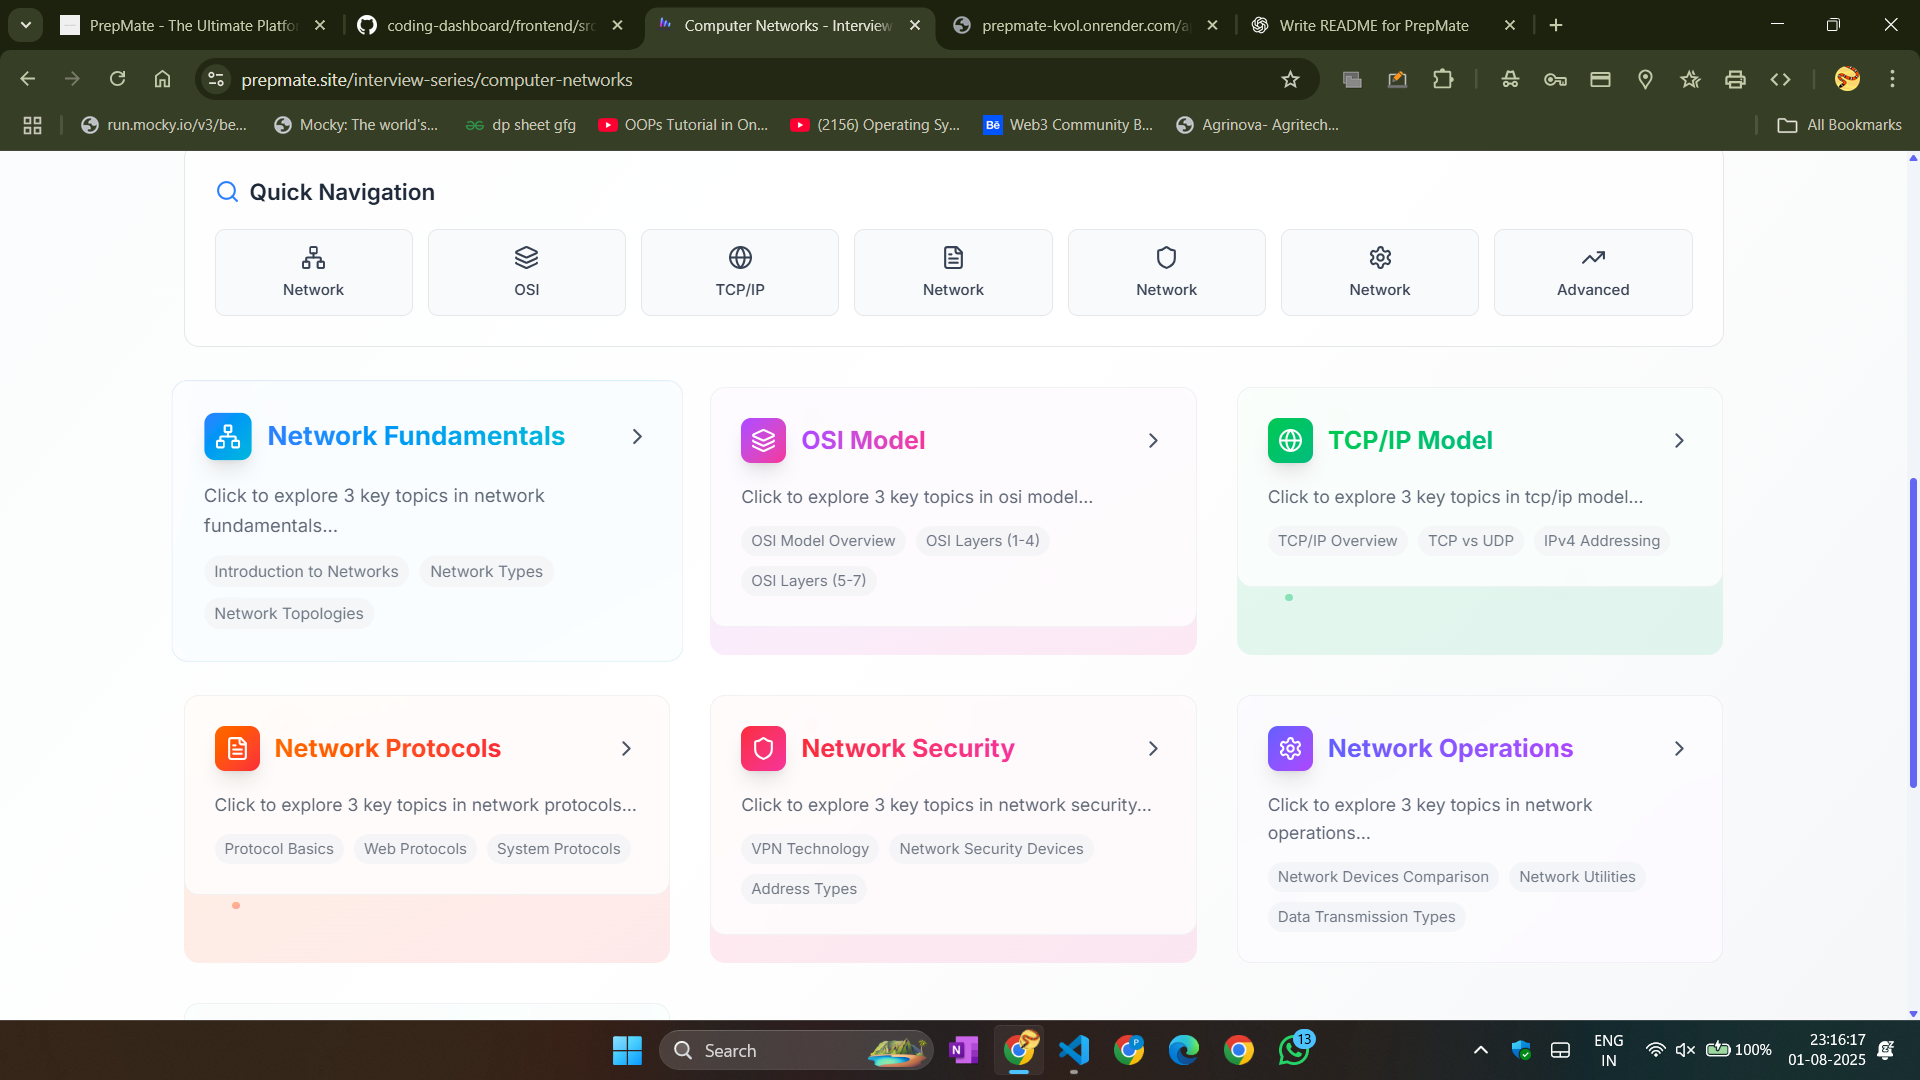 PrepMate - The Ultimate Platfo
coding-dashboard/frontend/src
Computer Networks - Interview
prepmate-kvol.onrender.com/a
Write README for PrepMate
prepmate.site/interview-series/computer-networks
run.mocky.io/v3/be...
Mocky: The world's...
dp sheet gfg
OOPs Tutorial in On...
(2156) Operating Sy...
Bē
Web3 Community B...
Agrinova- Agritech...
All Bookmarks
Quick Navigation
Network
OSI
TCP/IP
Network
Network
Network
Advanced
Network Fundamentals
Click to explore 3 key topics in network
fundamentals...
Introduction to Networks
Network Types
Network Topologies
OSI Model
Click to explore 3 key topics in osi model...
OSI Model Overview
OSI Layers (1-4)
OSI Layers (5-7)
TCP/IP Model
Click to explore 3 key topics in tcp/ip model...
TCP/IP Overview
TCP vs UDP
IPv4 Addressing
Network Protocols
Click to explore 3 key topics in network protocols...
Protocol Basics
Web Protocols
System Protocols
Network Security
Click to explore 3 key topics in network security...
VPN Technology
Network Security Devices
Address Types
Network Operations
Click to explore 3 key topics in network
operations...
Network Devices Comparison
Network Utilities
Data Transmission Types
Search
N
P
13
ENG
IN
100%
23:16:17
01-08-2025